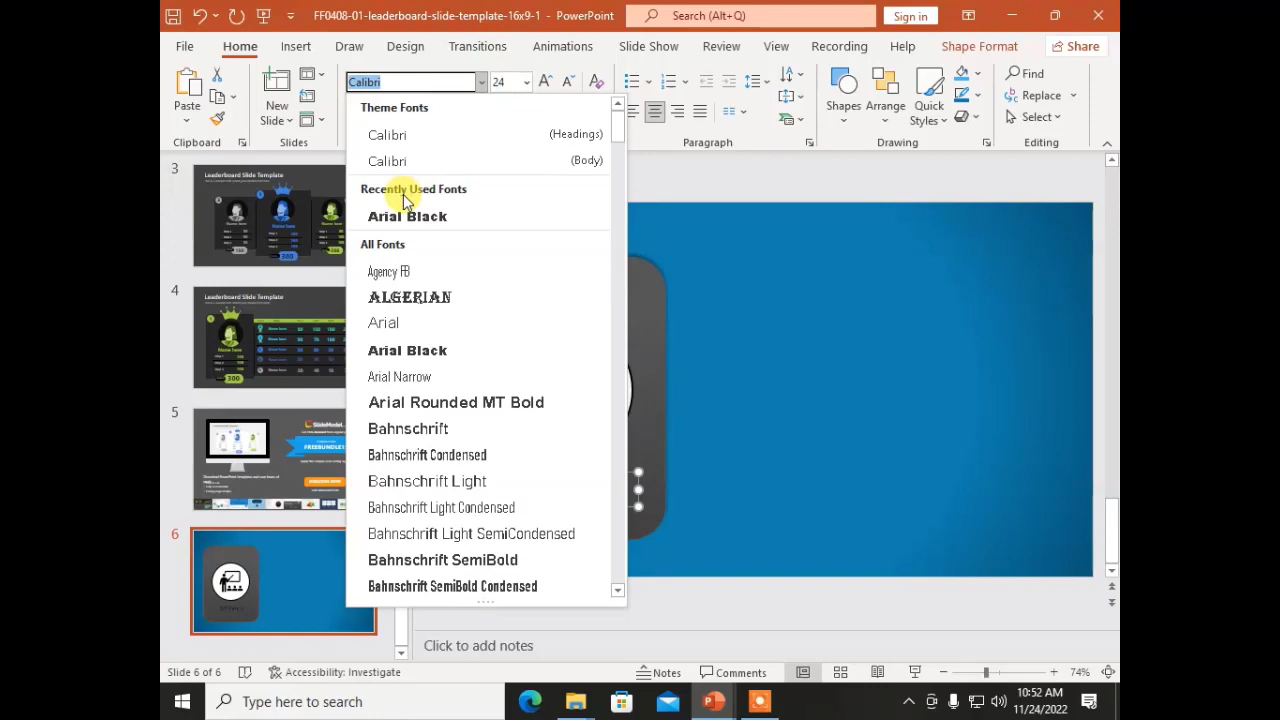 FF0408-01-leaderboard-slide-template-16x9-1 - PowerPoint
Search (Alt+Q)
Sign in
File
Home
Insert
Draw
Design
Transitions
Animations
Slide Show
Review
View
Recording
Help
Shape Format
Share
Paste
Clipboard
New
Slide
Slides
Calibri
24
Paragraph
Shapes
Arrange
Quick
Styles
Drawing
Find
Replace
Select
Editing
Theme Fonts
Calibri (Headings)
Calibri (Body)
Recently Used Fonts
Arial Black
All Fonts
Agency FB
ALGERIAN
Arial
Arial Black
Arial Narrow
Arial Rounded MT Bold
Bahnschrift
Bahnschrift Condensed
Bahnschrift Light
Bahnschrift Light Condensed
Bahnschrift Light SemiCondensed
Bahnschrift SemiBold
Bahnschrift SemiBold Condensed
3
Leaderboard Slide Template
300
4
Leaderboard Slide Template
300
5
SlideModel
6
Click to add notes
Slide 6 of 6
Accessibility: Investigate
Notes
Comments
74%
Type here to search
10:52 AM
11/24/2022